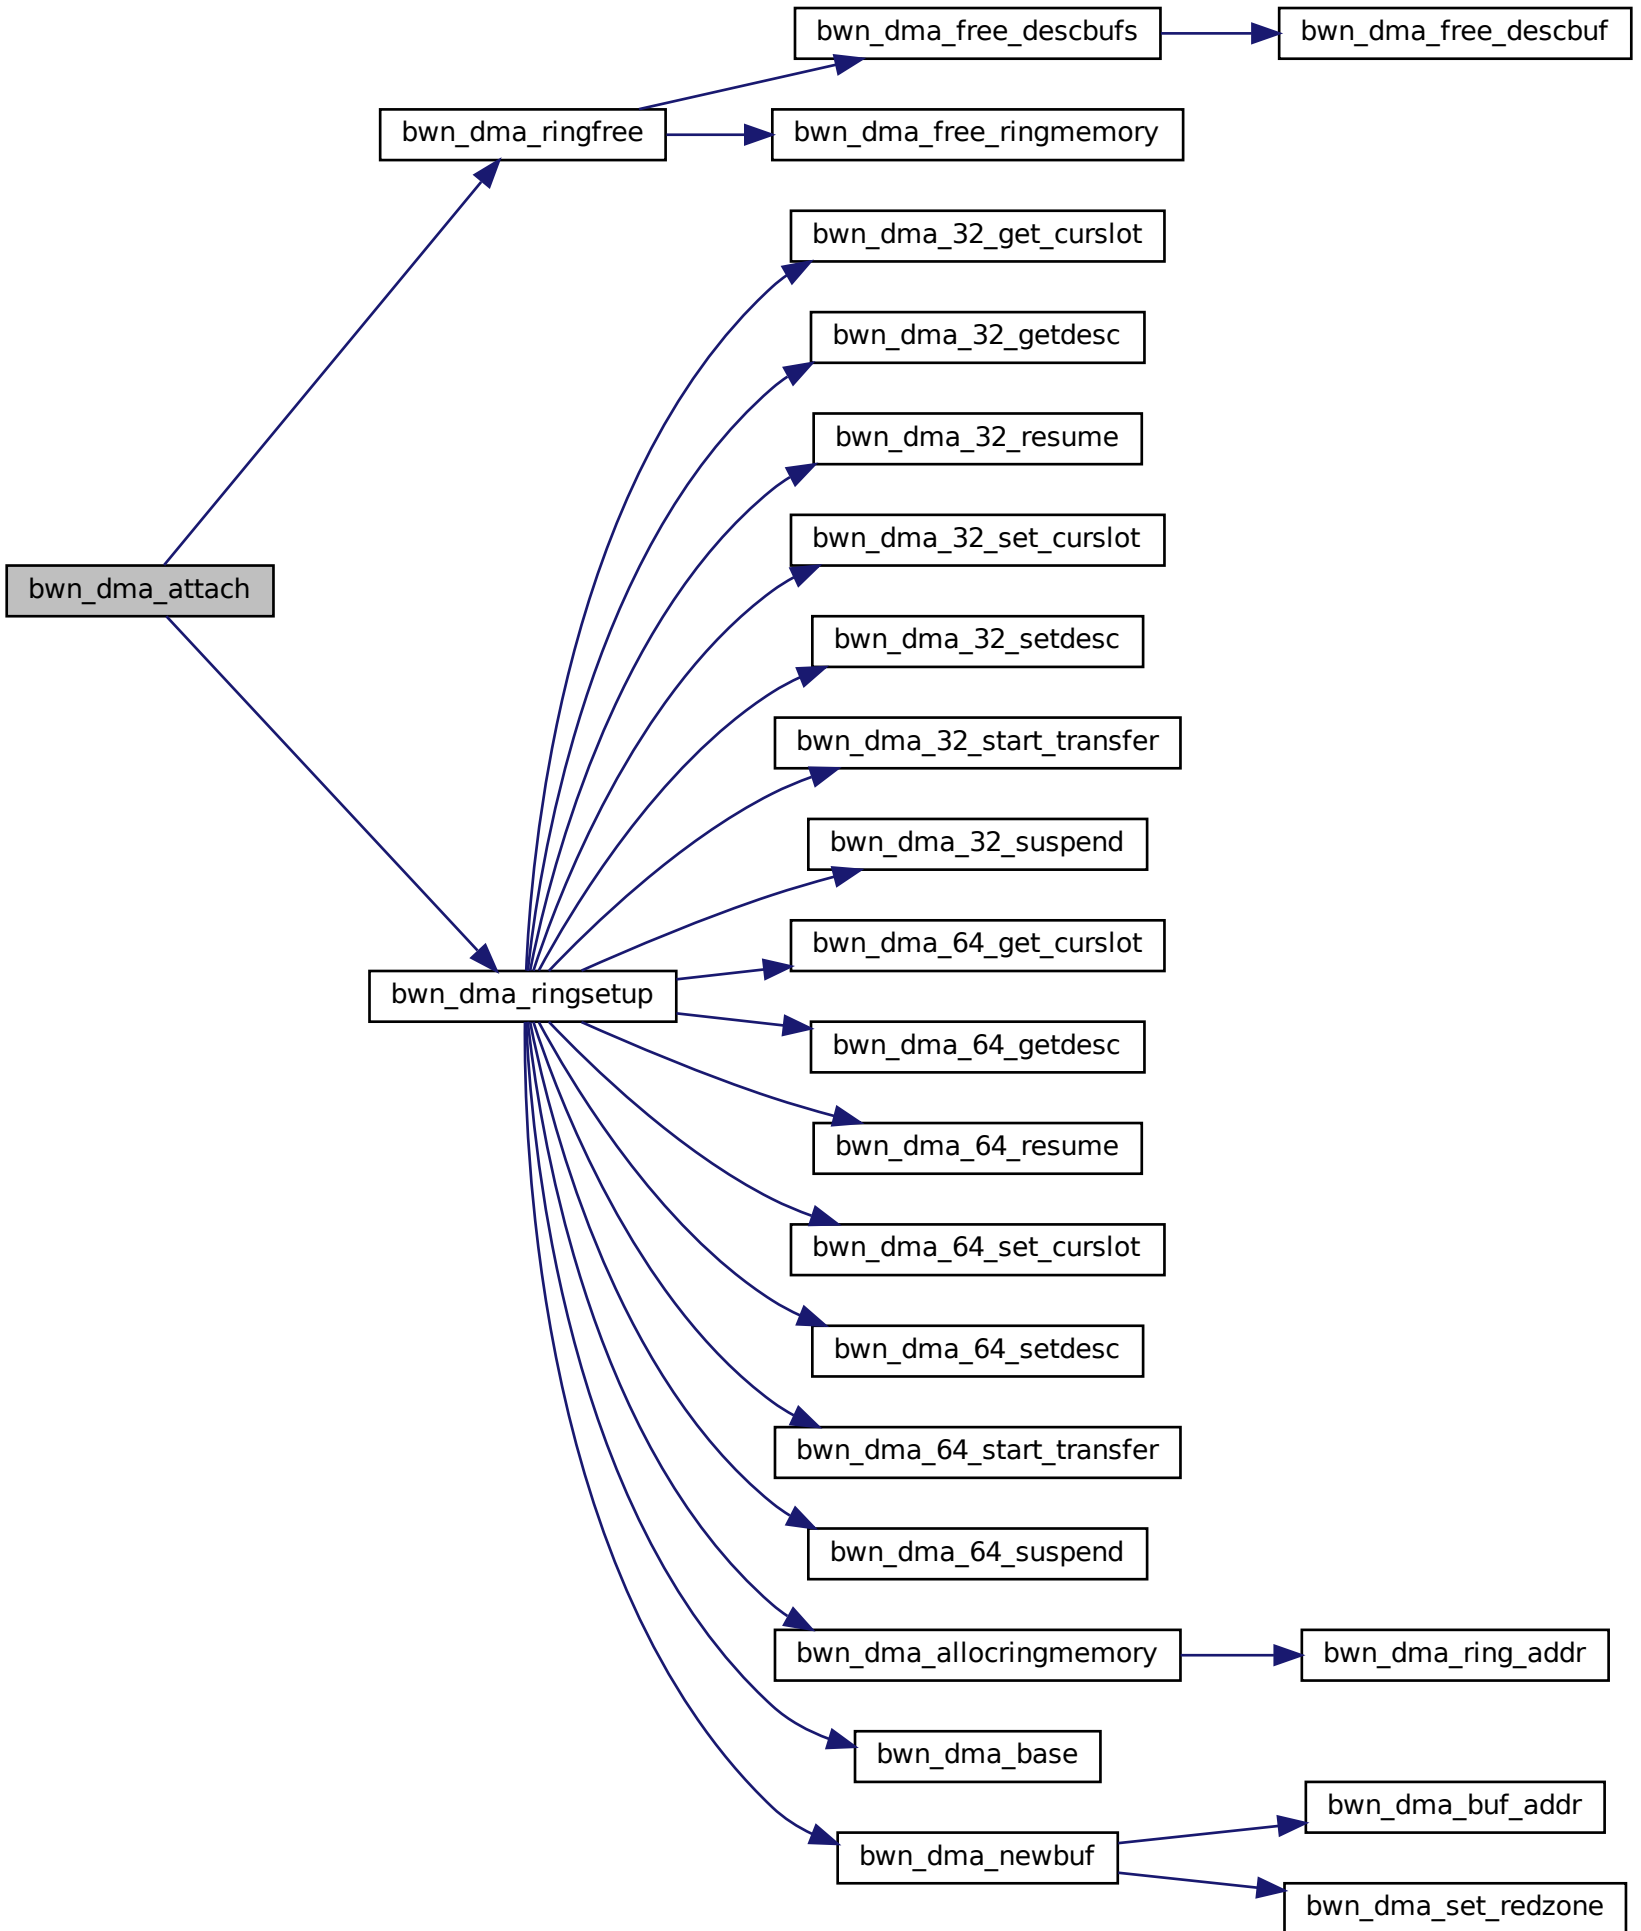 bwn_dma_free_descbufs
bwn_dma_free_descbuf
bwn_dma_ringfree
bwn_dma_free_ringmemory
bwn_dma_32_get_curslot
bwn_dma_32_getdesc
bwn_dma_32_resume
bwn_dma_32_set_curslot
bwn_dma_attach
bwn_dma_32_setdesc
bwn_dma_32_start_transfer
bwn_dma_32_suspend
bwn_dma_64_get_curslot
bwn_dma_ringsetup
bwn_dma_64_getdesc
bwn_dma_64_resume
bwn_dma_64_set_curslot
bwn_dma_64_setdesc
bwn_dma_64_start_transfer
bwn_dma_64_suspend
bwn_dma_allocringmemory
bwn_dma_ring_addr
bwn_dma_base
bwn_dma_buf_addr
bwn_dma_newbuf
bwn_dma_set_redzone